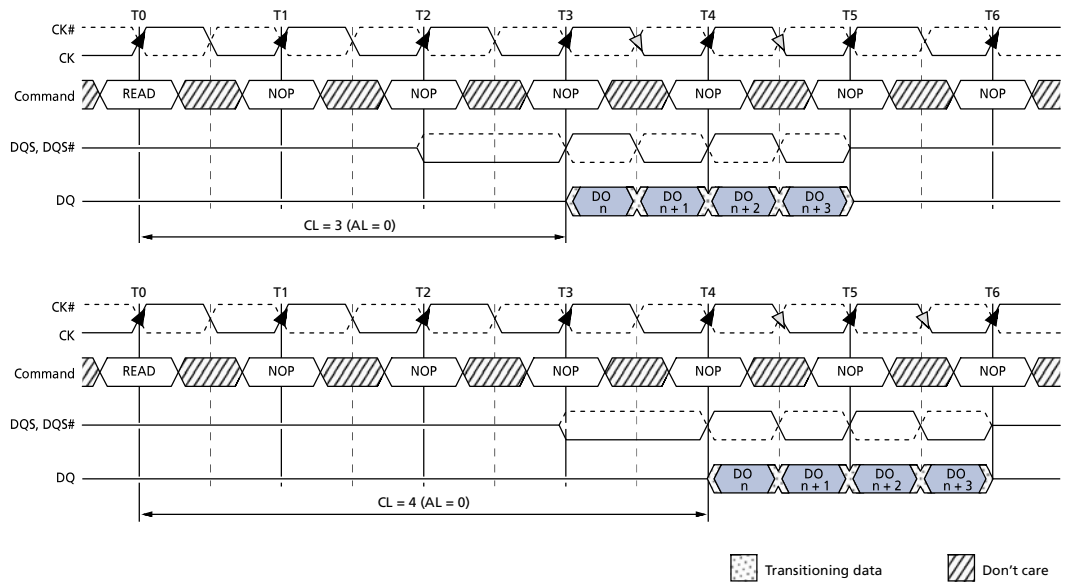 T0 T1 T2 T3 T4 T5 T6
CK#
CK
Command READ NOP NOP NOP NOP NOP NOP
DQS, DQS#
DQ DO n DO n + 1 DO n + 2 DO n + 3
CL = 3 (AL = 0)
T0 T1 T2 T3 T4 T5 T6
CK#
CK
Command READ NOP NOP NOP NOP NOP NOP
DQS, DQS#
DQ DO n DO n + 1 DO n + 2 DO n + 3
CL = 4 (AL = 0)
Transitioning data Don't care